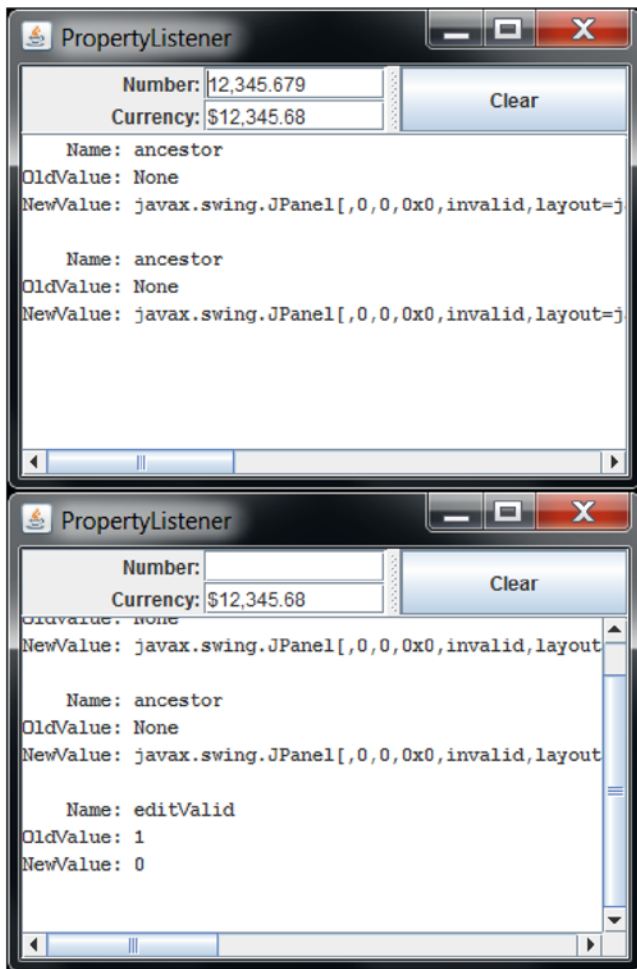 PropertyListener
Number: 12,345.679
Currency: $12,345.68
Clear
Name: ancestor
OldValue: None
NewValue: javax.swing.JPanel[,0,0,0x0,invalid,layout=j
Name: ancestor
OldValue: None
NewValue: javax.swing.JPanel[,0,0,0x0,invalid,layout=j
PropertyListener
Number:
Currency: $12,345.68
Clear
OldValue: None
NewValue: javax.swing.JPanel[,0,0,0x0,invalid,layout
Name: ancestor
OldValue: None
NewValue: javax.swing.JPanel[,0,0,0x0,invalid,layout
Name: editValid
OldValue: 1
NewValue: 0